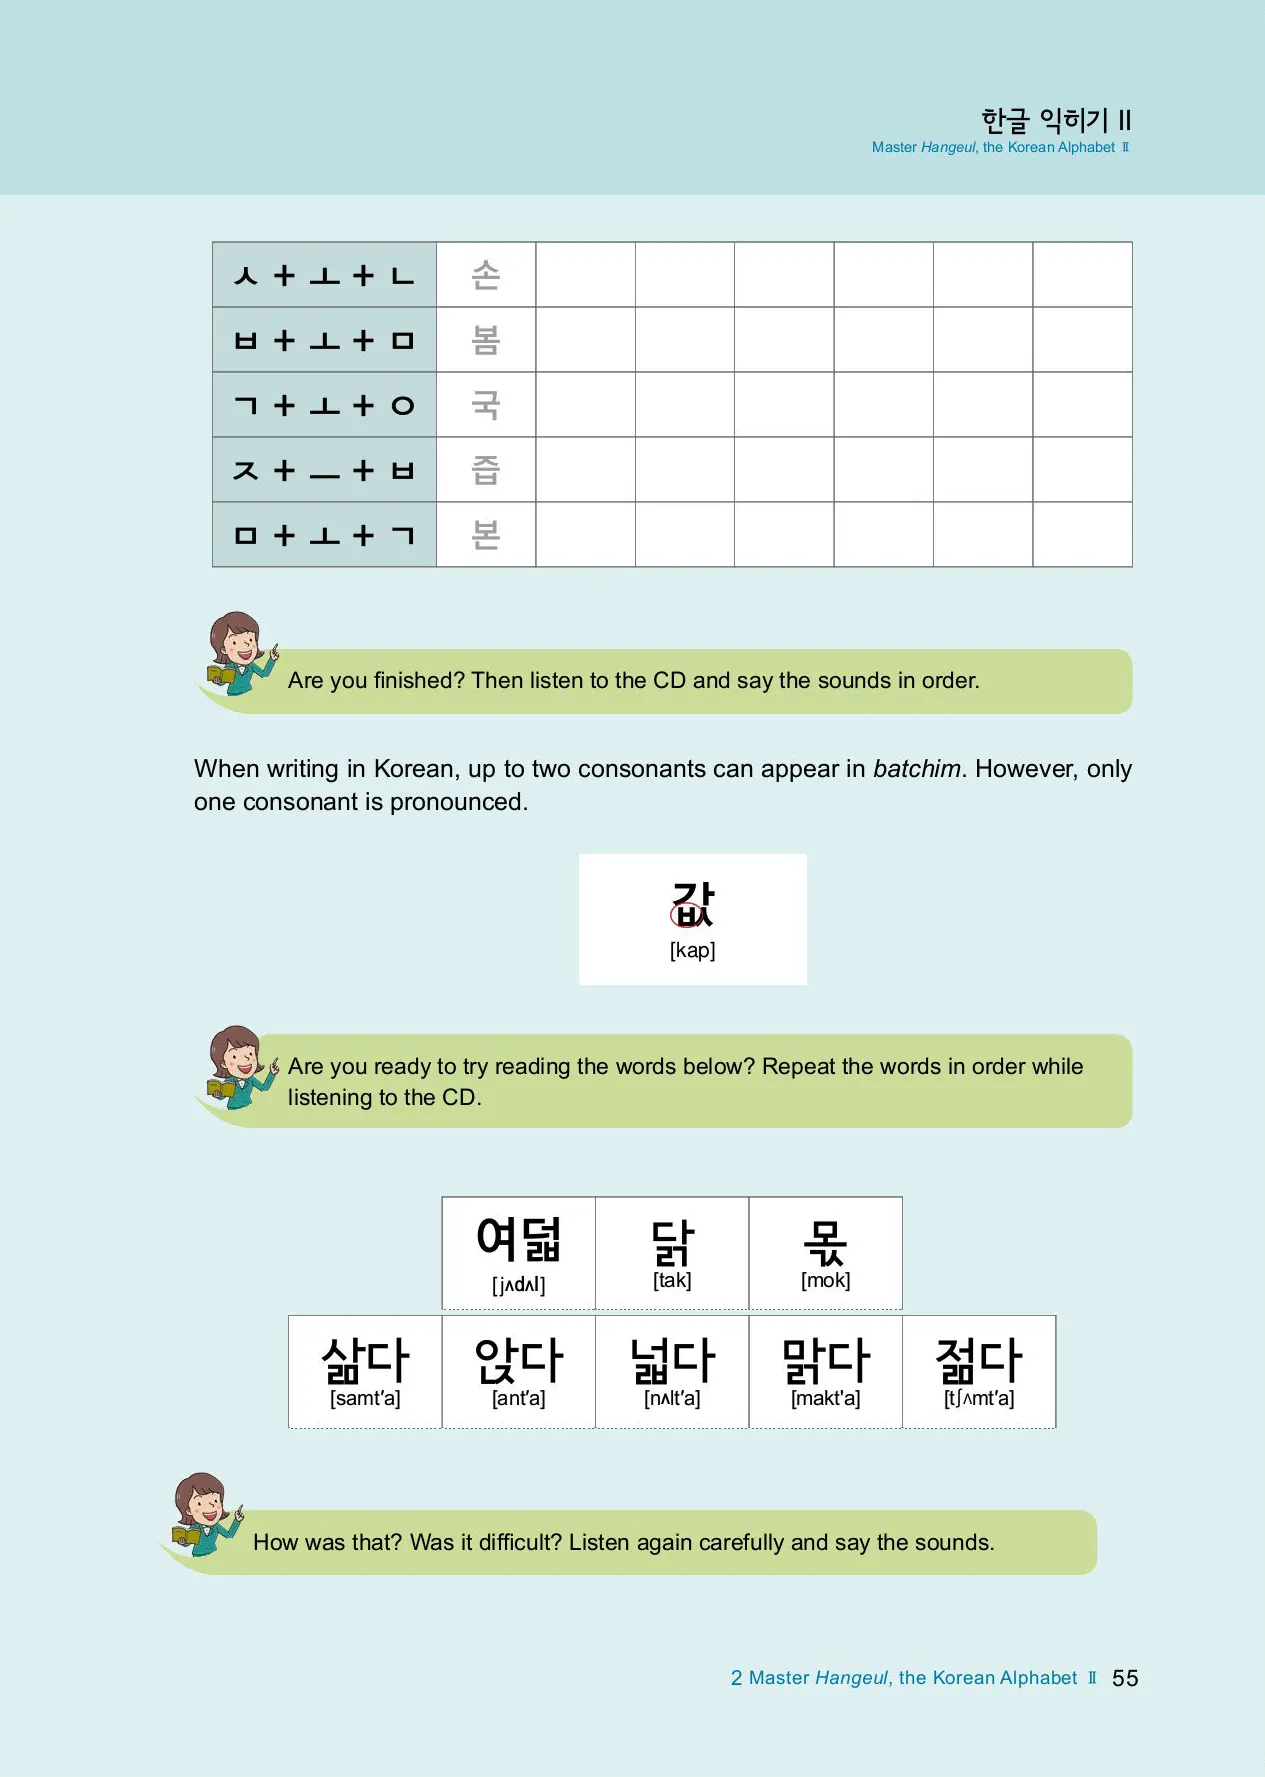 한글 익히기 II
Master Hangeul, the Korean Alphabet Ⅱ
ㅅ + ㅗ + ㄴ 손
ㅂ + ㅗ + ㅁ 봄
ㄱ + ㅗ + ㅇ 국
ㅈ + ㅡ + ㅂ 즙
ㅁ + ㅗ + ㄱ 본
Are you finished? Then listen to the CD and say the sounds in order.
When writing in Korean, up to two consonants can appear in batchim. However, only
one consonant is pronounced.
값
[kap]
Are you ready to try reading the words below? Repeat the words in order while
listening to the CD.
여덟 닭 몫
[jʌdʌl] [tak] [mok]
삶다 앉다 넓다 맑다 젊다
[samt′a] [ant′a] [nʌlt′a] [makt'a] [tʃʌmt′a]
How was that? Was it difficult? Listen again carefully and say the sounds.
2 Master Hangeul, the Korean Alphabet Ⅱ 55